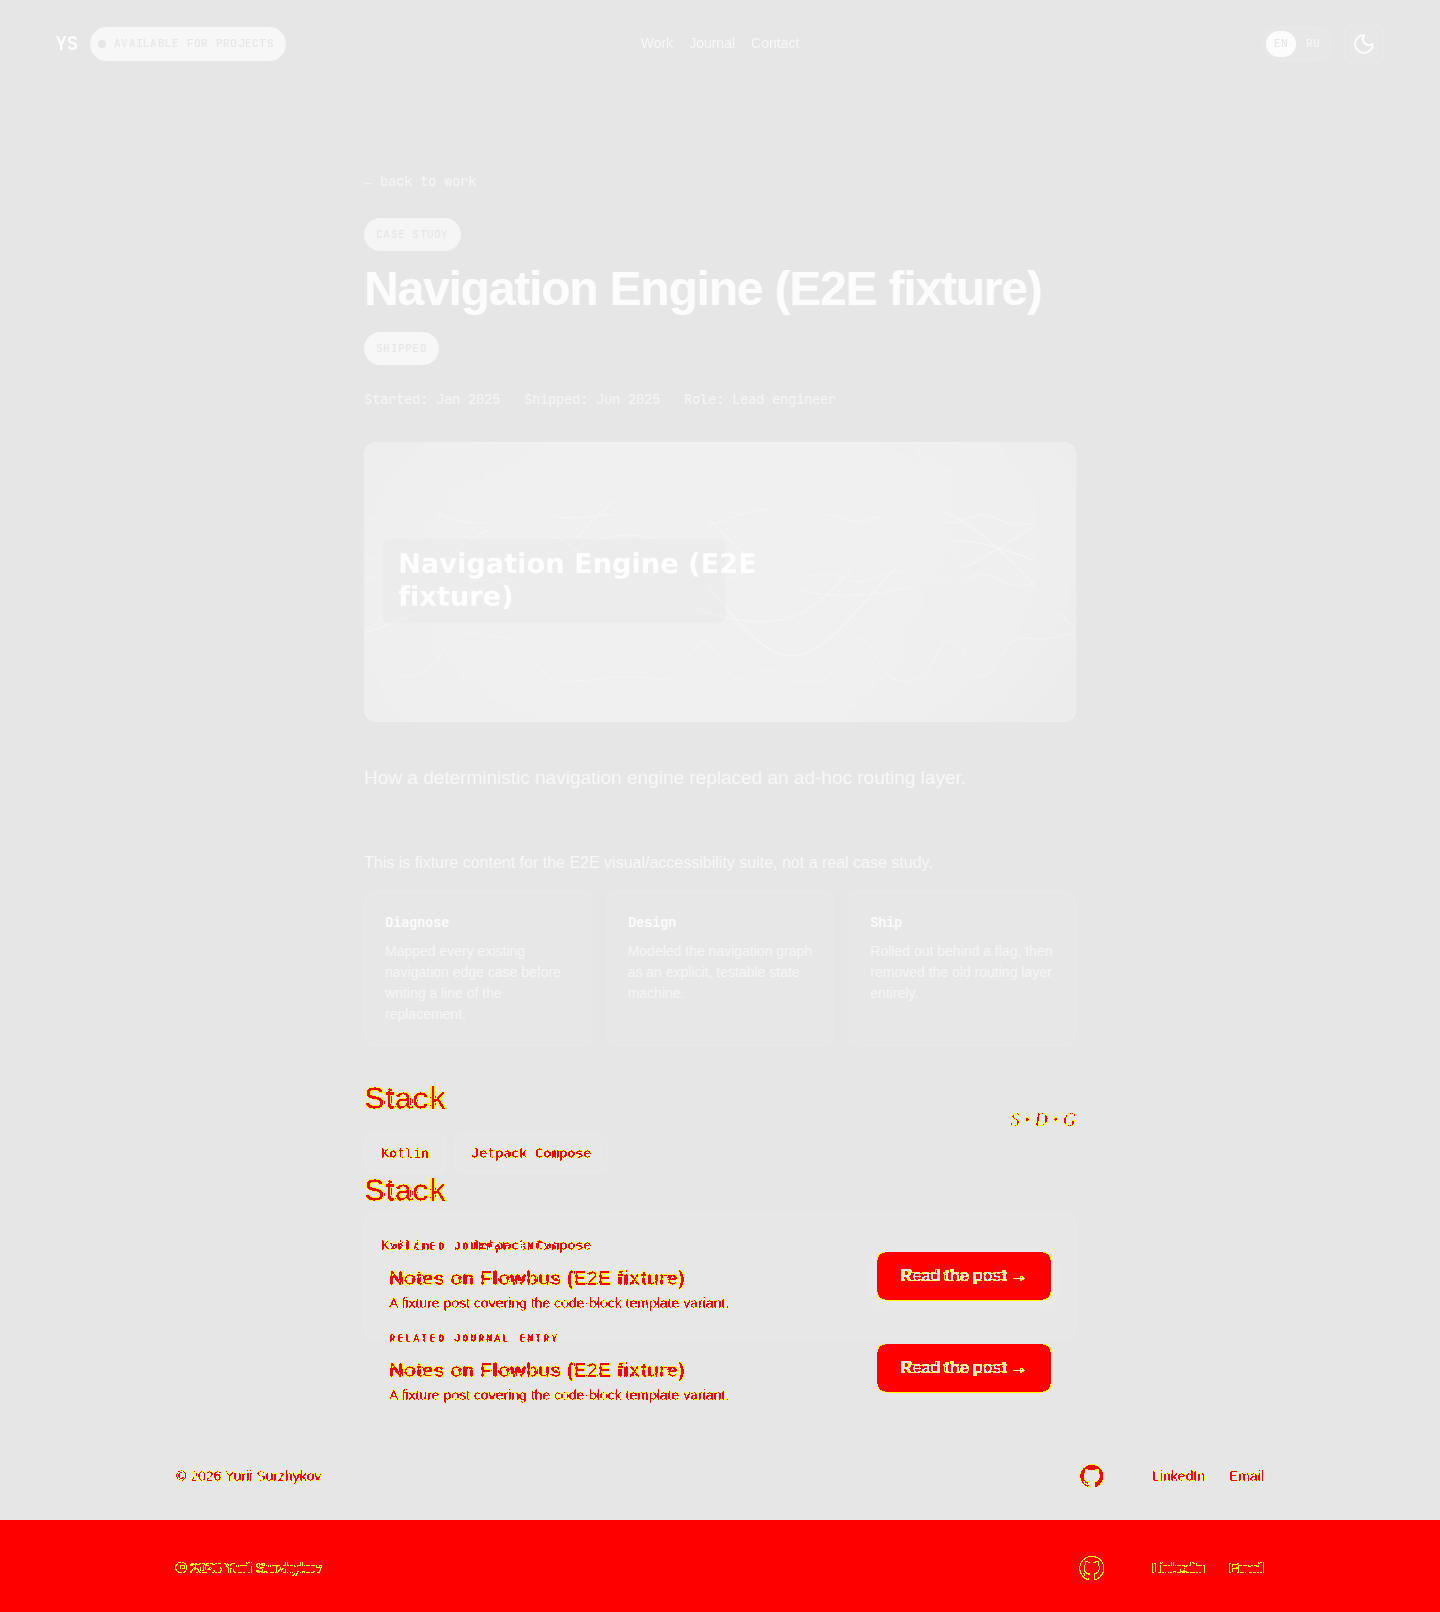 YS AVAILABLE FOR PROJECTS Work Journal Contact EN RU
← back to work
CASE STUDY
Navigation Engine (E2E fixture)
SHIPPED
Started: Jan 2025 Shipped: Jun 2025 Role: Lead engineer
Navigation Engine (E2E
fixture)
How a deterministic navigation engine replaced an ad-hoc routing layer.
This is fixture content for the E2E visual/accessibility suite, not a real case study.
Diagnose
Mapped every existing
navigation edge case before
writing a line of the
replacement.
Design
Modeled the navigation graph
as an explicit, testable state
machine.
Ship
Rolled out behind a flag, then
removed the old routing layer
entirely.
Stack
S • D • G
Kotlin Jetpack Compose
Stack
Notes on Flowbus (E2E fixture)
A fixture post covering the code-block template variant.
Read the post →
RELATED JOURNAL ENTRY
Notes on Flowbus (E2E fixture)
A fixture post covering the code-block template variant.
Read the post →
© 2026 Yurii Surzhykov LinkedIn Email